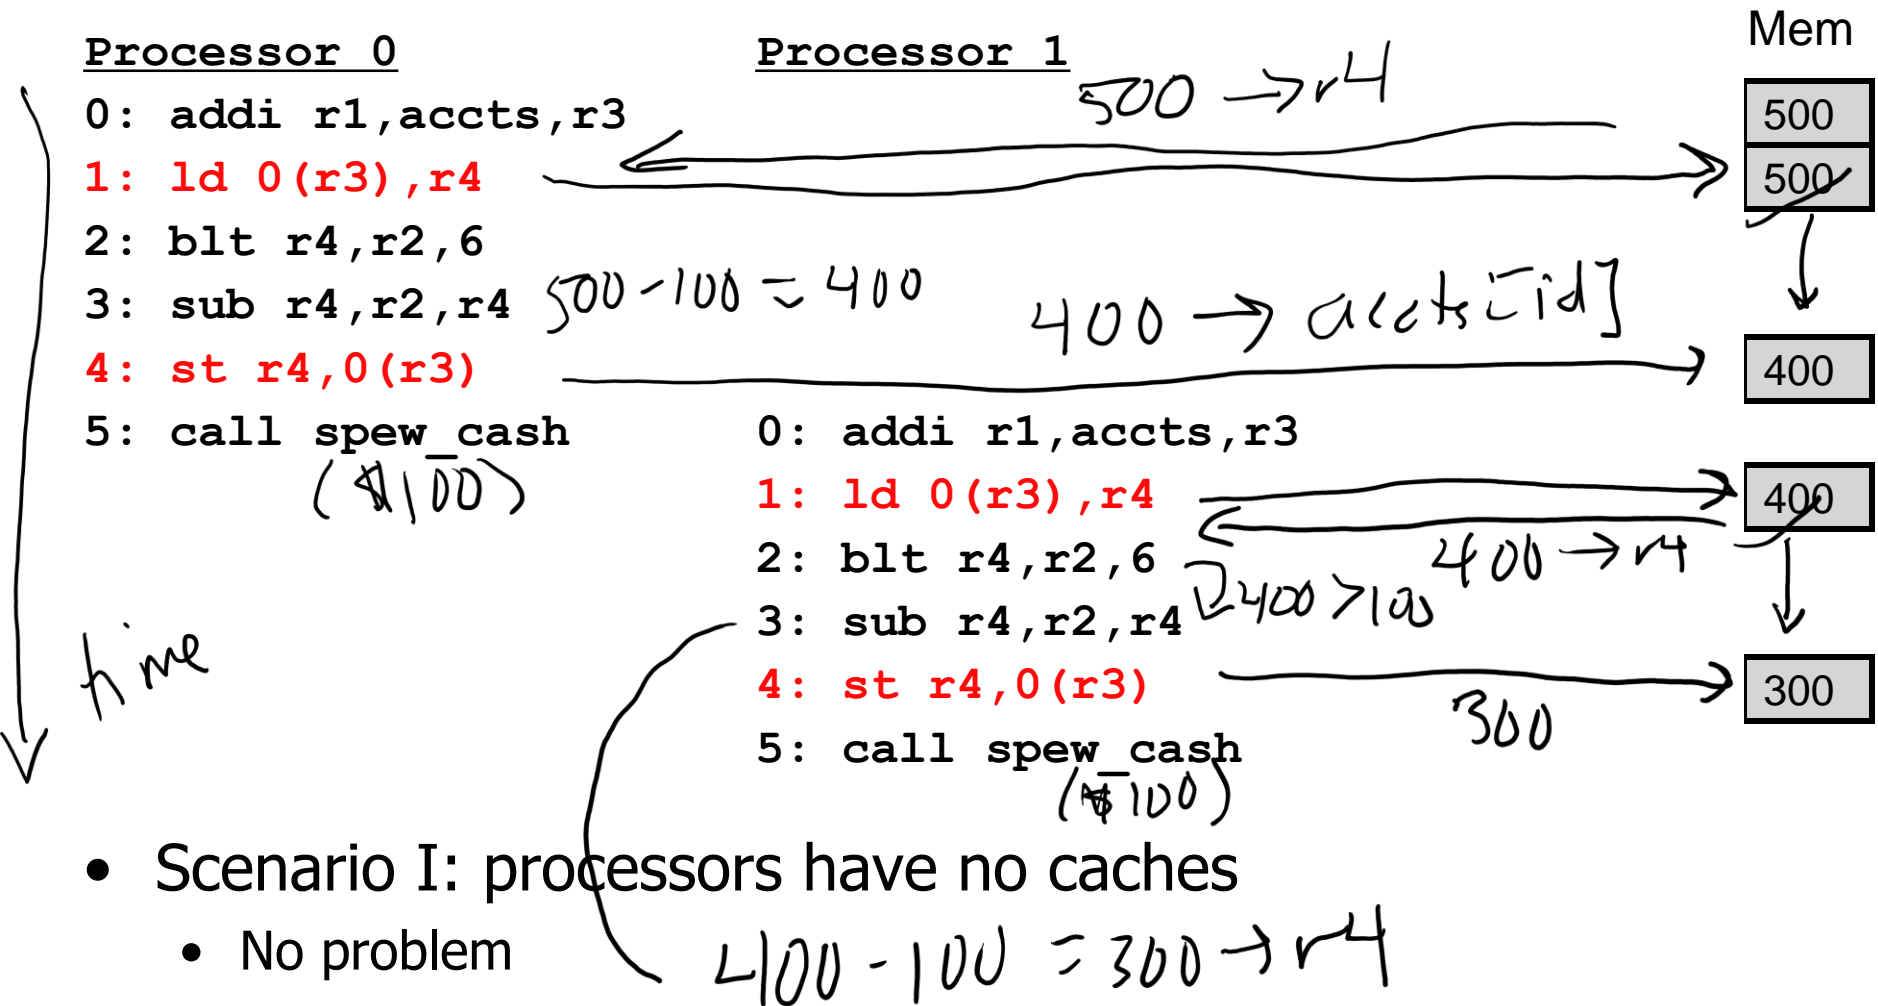 Mem
Processor 0 Processor 1
500 → r4
500
0: addi r1,accts,r3
1: ld 0(r3),r4
500
2: blt r4,r2,6
3: sub r4,r2,r4
500 - 100 = 400
400 → accts[id]
4: st r4,0(r3)
400
5: call spew_cash
($100)
0: addi r1,accts,r3
1: ld 0(r3),r4
400
400 → r4
2: blt r4,r2,6
400 > 100
3: sub r4,r2,r4
time
4: st r4,0(r3)
300
300
5: call spew_cash
($100)
• Scenario I: processors have no caches
• No problem
400 - 100 = 300 → r4